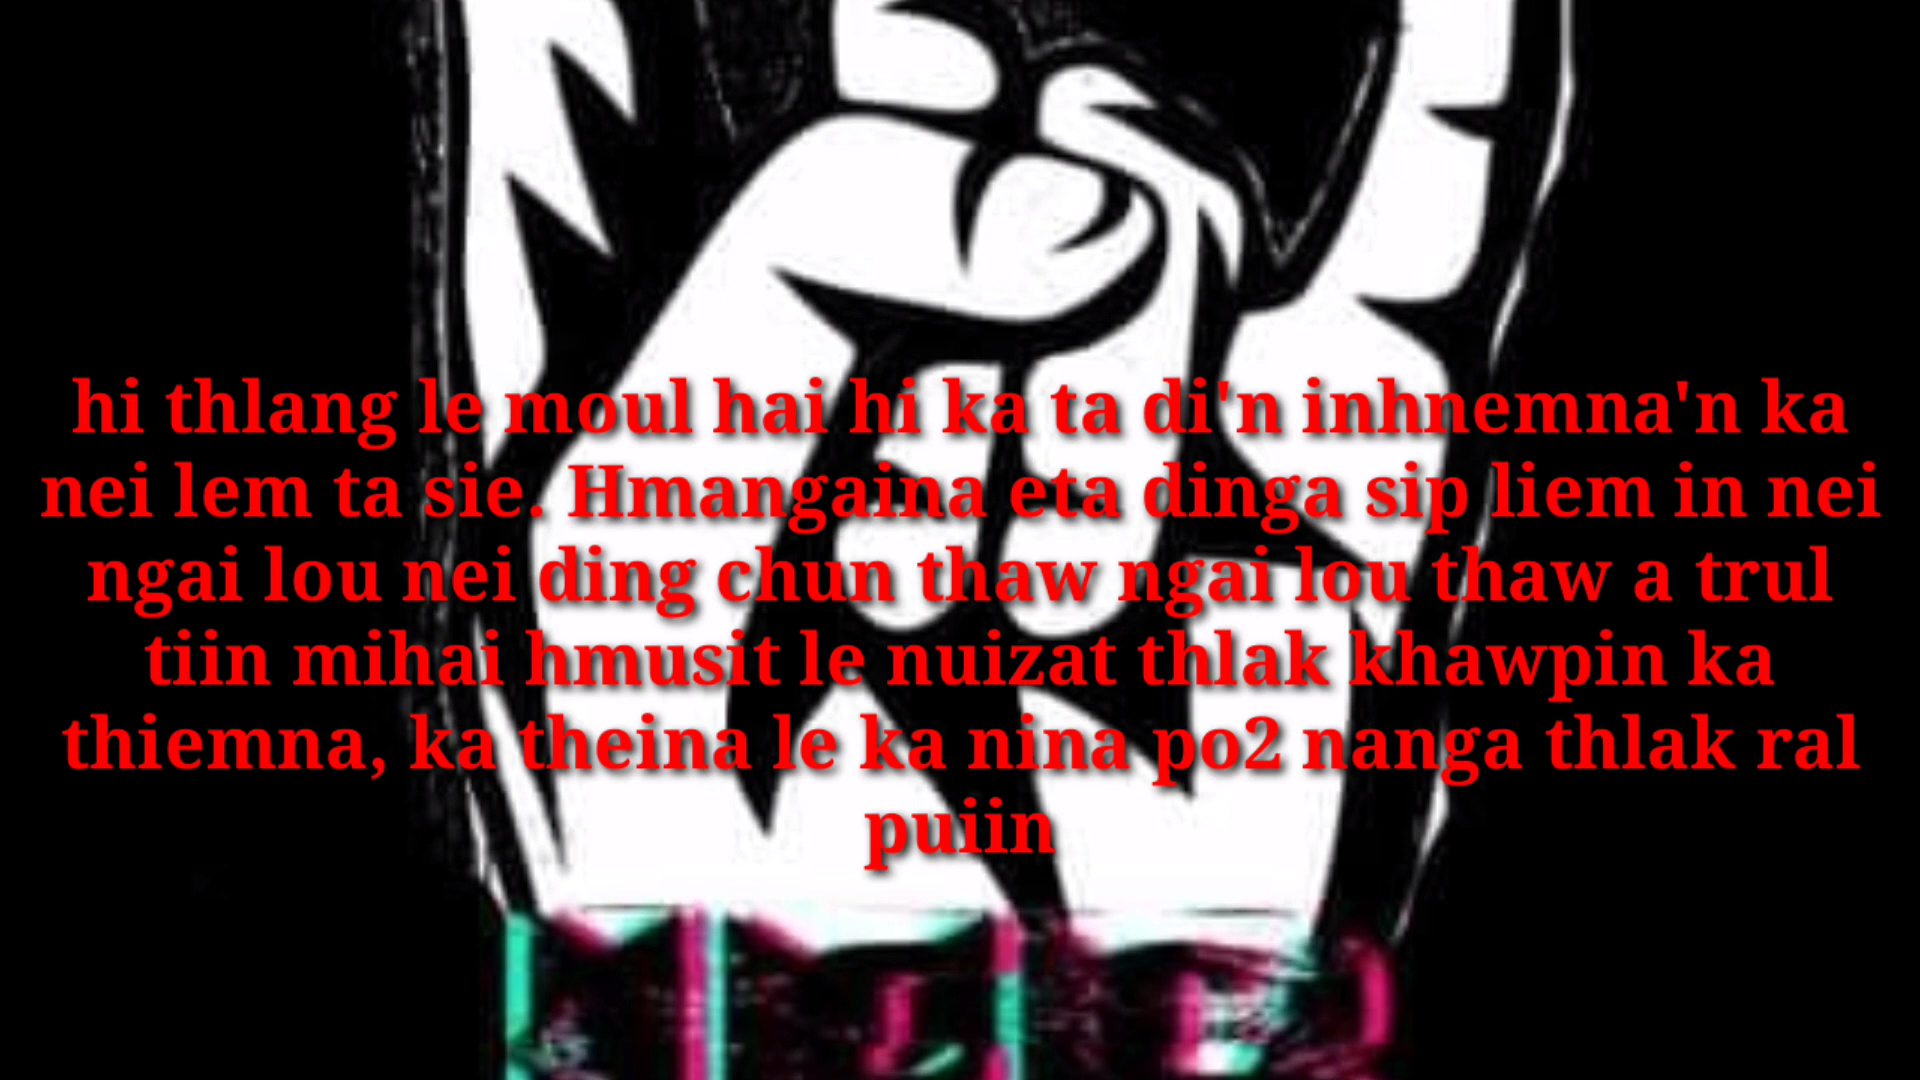 hi thlang le moul hai hi ka ta di'n inhnemna'n ka
nei lem ta sie. Hmangaina eta dinga sip liem in nei
ngai lou nei ding chun thaw ngai lou thaw a trul
tiin mihai hmusit le nuizat thlak khawpin ka
thiemna, ka theina le ka nina po2 nanga thlak ral
puiin